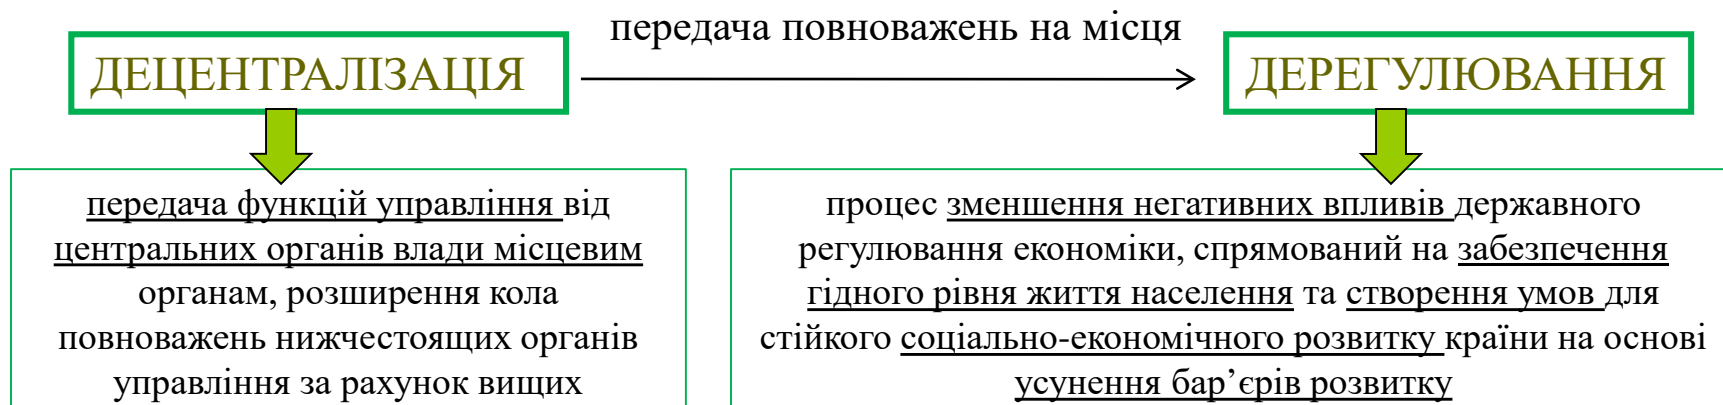 передача повноважень на місця
ДЕЦЕНТРАЛІЗАЦІЯ
ДЕРЕГУЛЮВАННЯ
передача функцій управління від
центральних органів влади місцевим
органам, розширення кола
повноважень нижчестоящих органів
управління за рахунок вищих
процес зменшення негативних впливів державного
регулювання економіки, спрямований на забезпечення
гідного рівня життя населення та створення умов для
стійкого соціально-економічного розвитку країни на основі
усунення бар’єрів розвитку